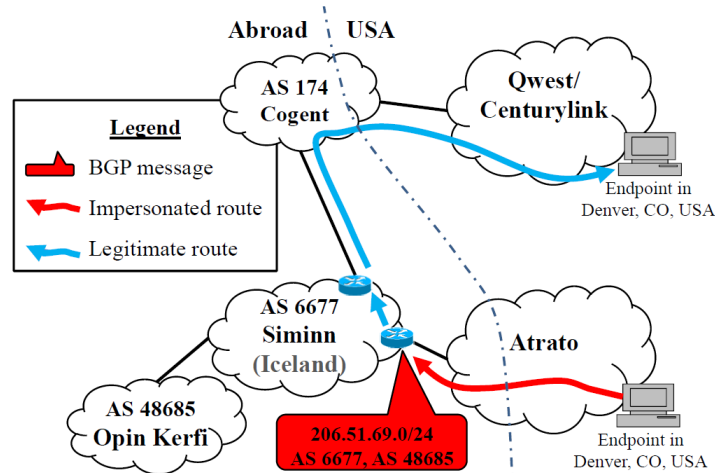 Abroad
USA
AS 174
Cogent
Qwest/
Centurylink
Legend
BGP message
Impersonated route
Legitimate route
Endpoint in
Denver, CO, USA
AS 6677
Siminn
(Iceland)
Atrato
AS 48685
Opin Kerfi
206.51.69.0/24
AS 6677, AS 48685
Endpoint in
Denver, CO, USA